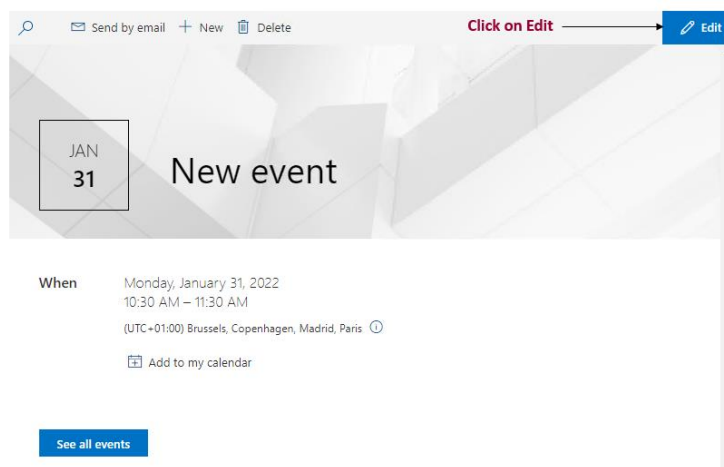 Send by email New Delete Click on Edit Edit
JAN
31
New event
When Monday, January 31, 2022
10:30 AM – 11:30 AM
(UTC+01:00) Brussels, Copenhagen, Madrid, Paris
Add to my calendar
See all events